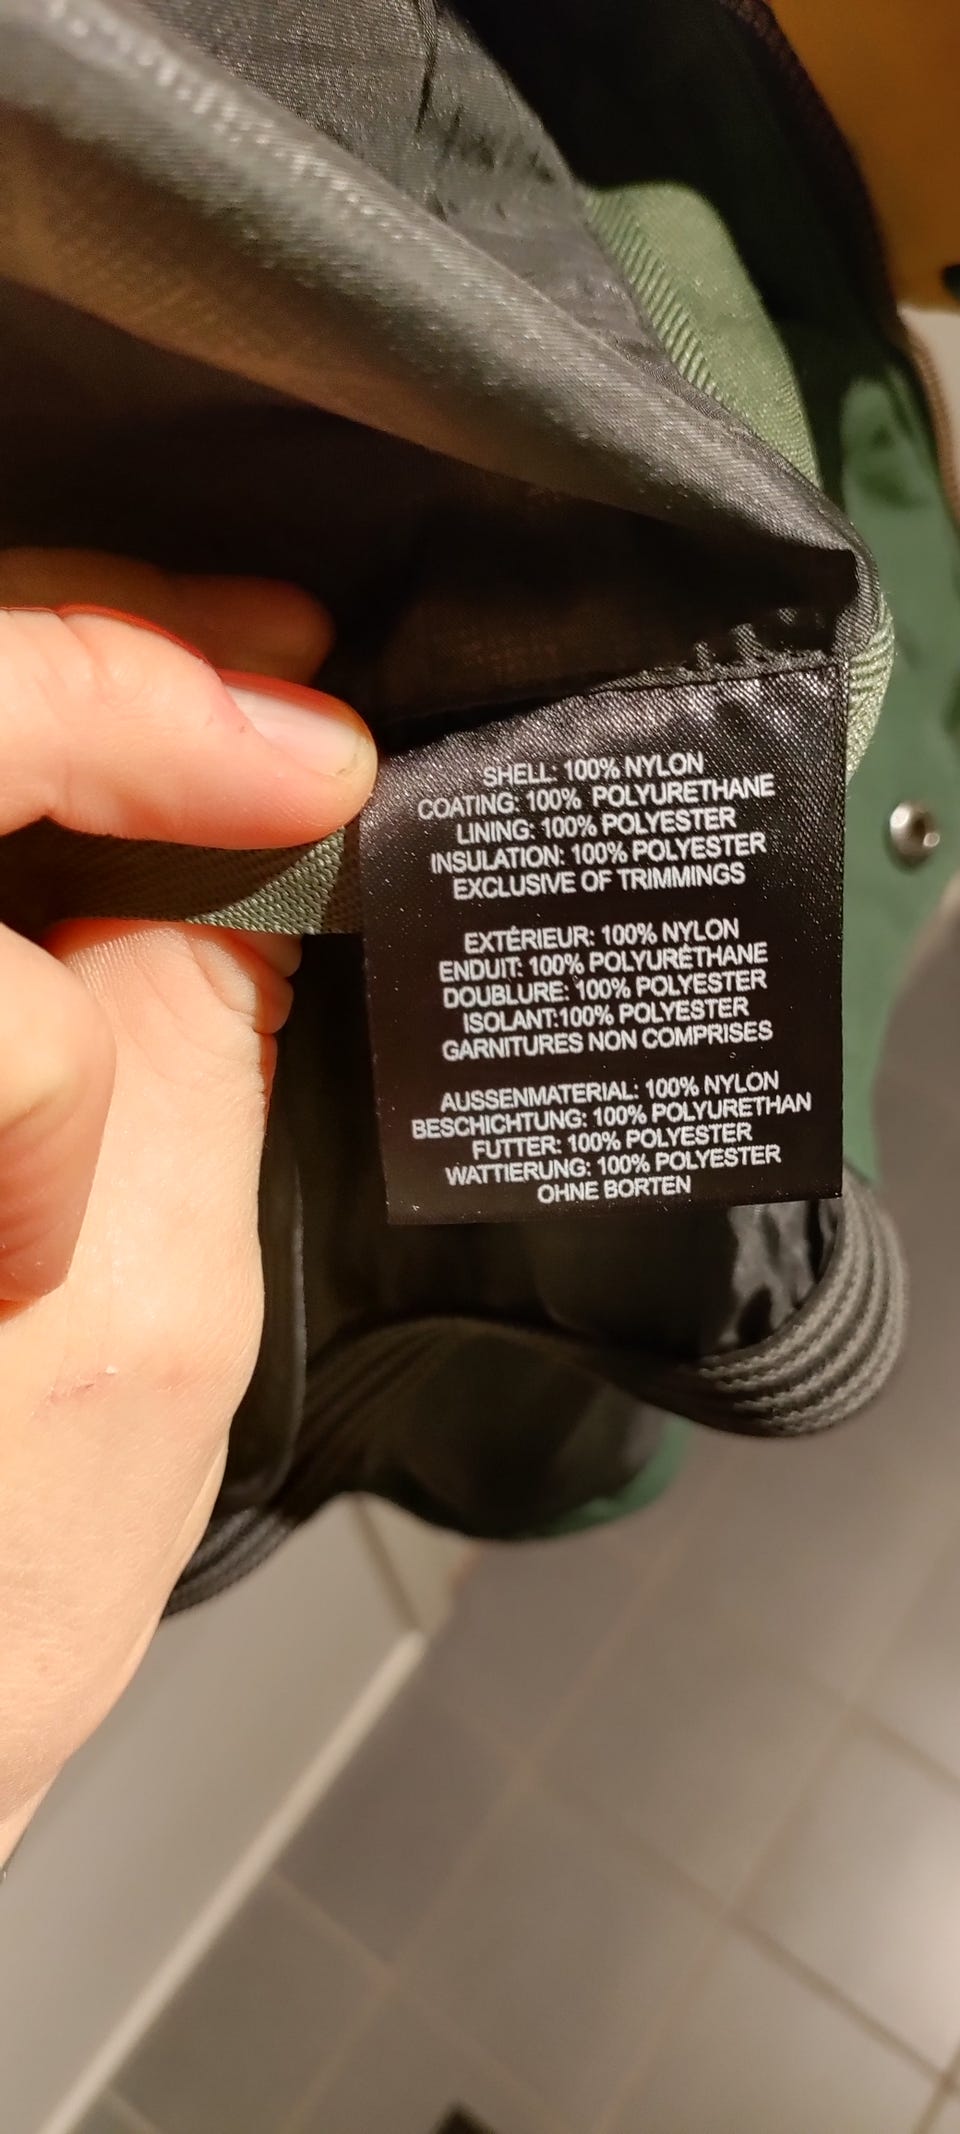 SHELL: 100% NYLON
COATING: 100% POLYURETHANE
LINING: 100% POLYESTER
INSULATION: 100% POLYESTER
EXCLUSIVE OF TRIMMINGS
EXTÉRIEUR: 100% NYLON
ENDUIT: 100% POLYURÉTHANE
DOUBLURE: 100% POLYESTER
ISOLANT:100% POLYESTER
GARNITURES NON COMPRISES
AUSSENMATERIAL: 100% NYLON
BESCHICHTUNG: 100% POLYURETHAN
FUTTER: 100% POLYESTER
WATTIERUNG: 100% POLYESTER
OHNE BORTEN